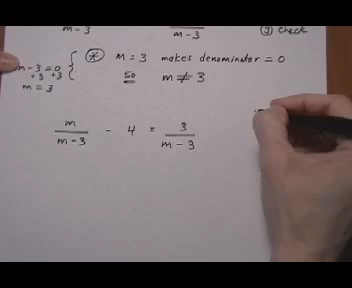 m-3 m-3 ③ check
m-3=0 * m = 3 makes denominator = 0
+3 +3 so m ≠ 3
m = 3
m/m-3 - 4 = 3/m-3